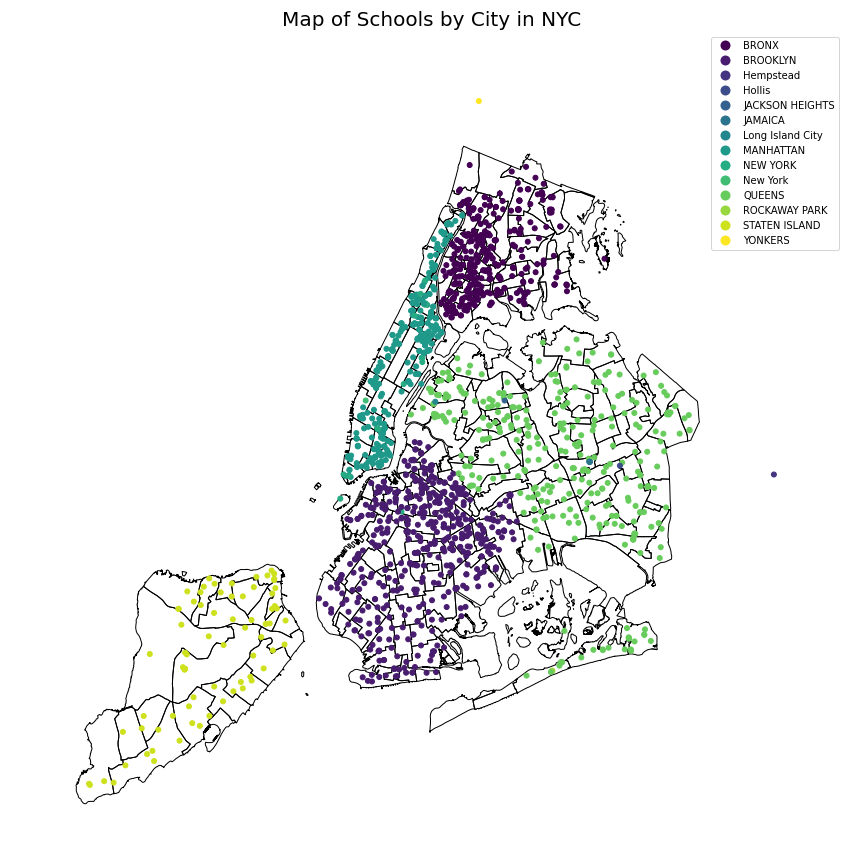 Map of Schools by City in NYC
BRONX
BROOKLYN
Hempstead
Hollis
JACKSON HEIGHTS
JAMAICA
Long Island City
MANHATTAN
NEW YORK
New York
QUEENS
ROCKAWAY PARK
STATEN ISLAND
YONKERS